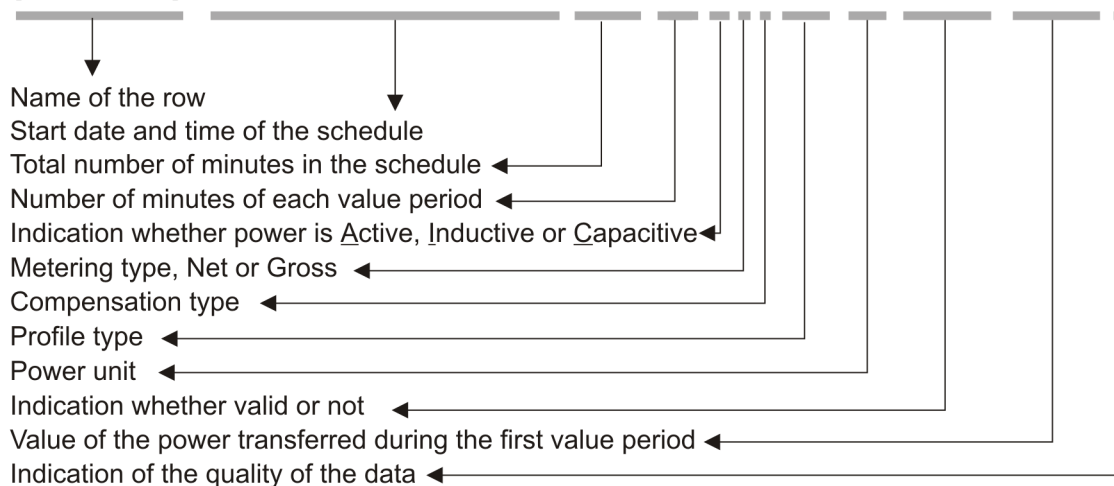 Name of the row
Start date and time of the schedule
Total number of minutes in the schedule
Number of minutes of each value period
Indication whether power is Active, Inductive or Capacitive
Metering type, Net or Gross
Compensation type
Profile type
Power unit
Indication whether valid or not
Value of the power transferred during the first value period
Indication of the quality of the data